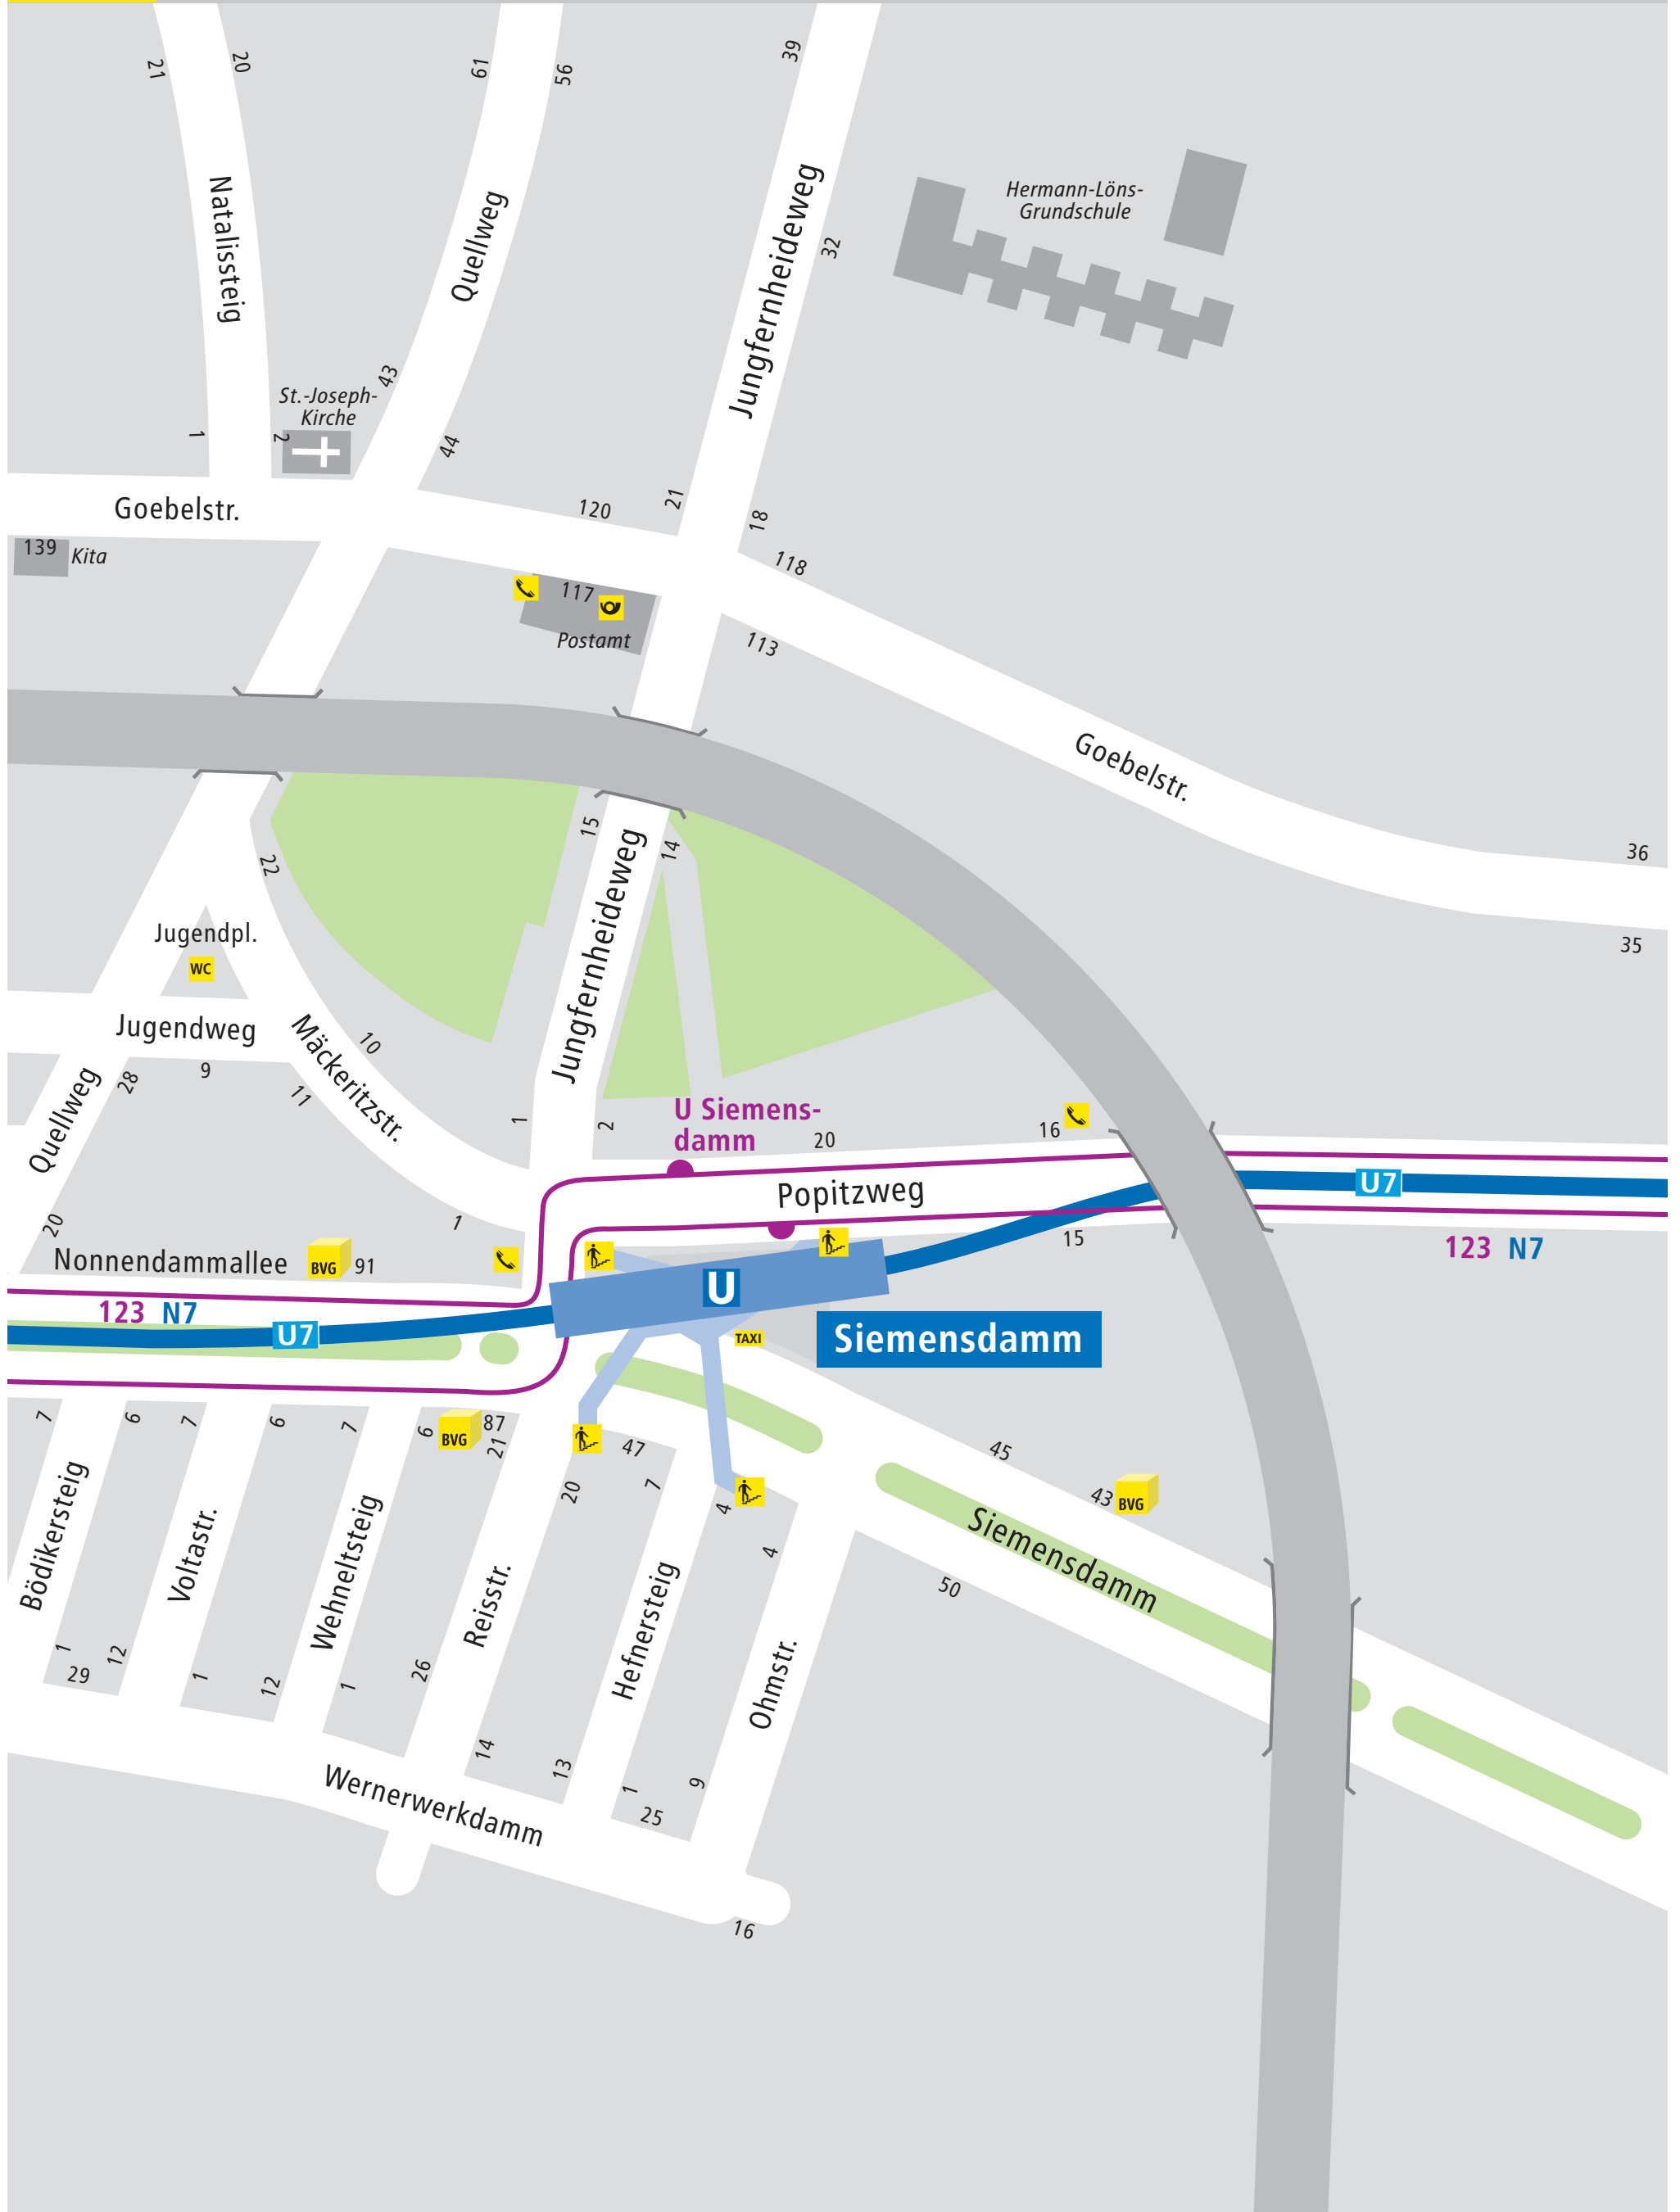 21
20
61
56
39
Natalissteig
Quellweg
Jungfernheideweg
32
Hermann-Löns-
Grundschule
43
44
St.-Joseph-
Kirche
1
2
Goebelstr.
120
21
18
118
139
Kita
117
Postamt
113
Goebelstr.
36
35
15
14
22
Jungfernheideweg
Jugendpl.
WC
Jugendweg
Mäckeritzstr.
10
9
11
28
Quellweg
20
1
1
2
U Siemens-
damm
20
16
Popitzweg
U7
15
123 N7
Nonnendammallee
BVG
91
123 N7
U7
U
TAXI
Siemensdamm
7
6
7
6
7
6
BVG
87
21
20
47
7
4
4
45
43
BVG
50
Siemensdamm
Bödikersteig
Voltastr.
Wehneltsteig
Reisstr.
Hefnersteig
Ohmstr.
1
29
12
1
12
1
26
14
13
1
25
9
Wernerwerkdamm
16